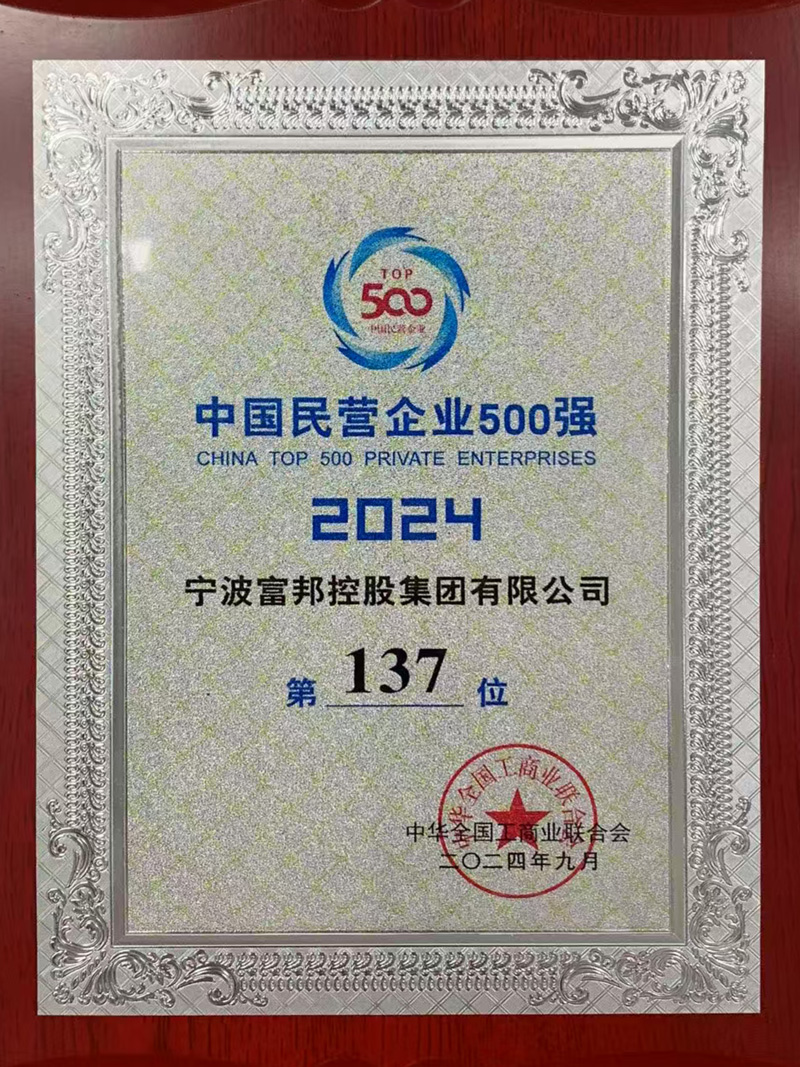 TOP
500
中国民营企业
中国民营企业500强
CHINA TOP 500 PRIVATE ENTERPRISES
2024
宁波富邦控股集团有限公司
第 137 位
中华全国工商业联合会
中华全国工商业联合会
二〇二四年九月